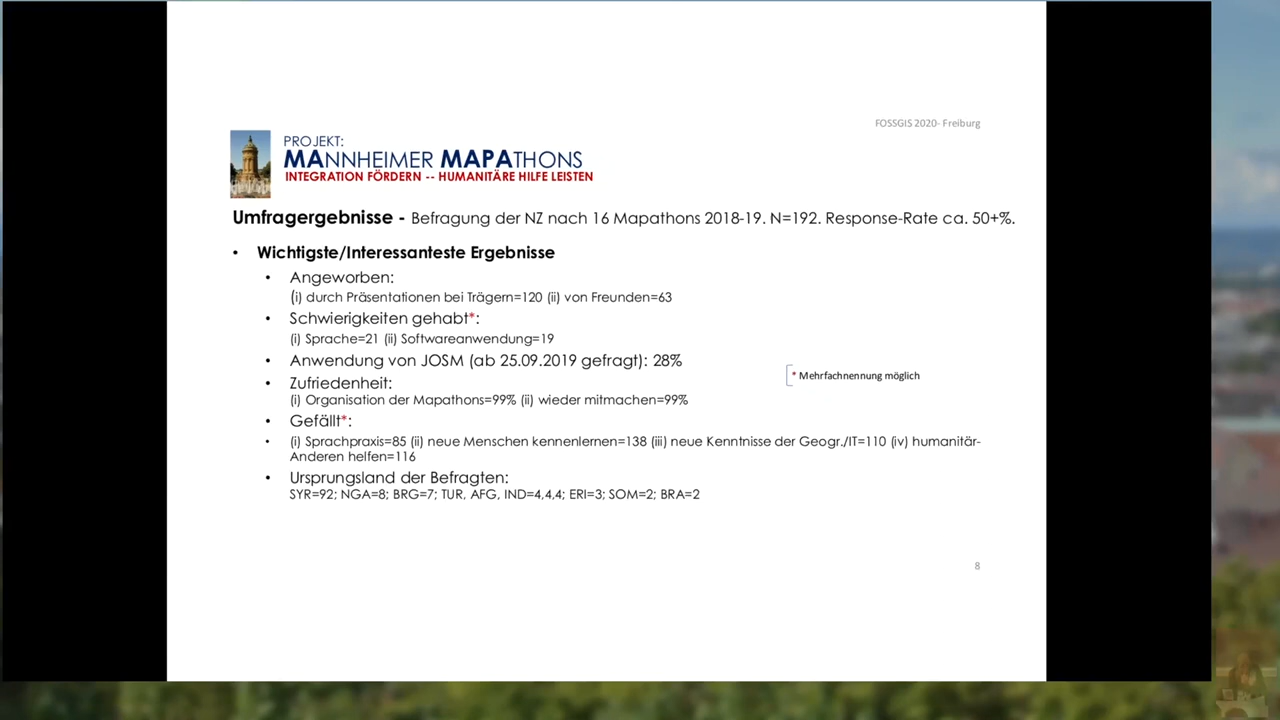 FOSSGIS 2020- Freiburg
PROJEKT:
MANNHEIMER MAPATHONS
INTEGRATION FÖRDERN -- HUMANITÄRE HILFE LEISTEN
Umfragergebnisse - Befragung der NZ nach 16 Mapathons 2018-19. N=192. Response-Rate ca. 50+%.
• Wichtigste/Interessanteste Ergebnisse
• Angeworben:
(i) durch Präsentationen bei Trägern=120 (ii) von Freunden=63
• Schwierigkeiten gehabt*:
(i) Sprache=21 (ii) Softwareanwendung=19
• Anwendung von JOSM (ab 25.09.2019 gefragt): 28%
* Mehrfachnennung möglich
• Zufriedenheit:
(i) Organisation der Mapathons=99% (ii) wieder mitmachen=99%
• Gefällt*:
• (i) Sprachpraxis=85 (ii) neue Menschen kennenlernen=138 (iii) neue Kenntnisse der Geogr./IT=110 (iv) humanitär-
Anderen helfen=116
• Ursprungsland der Befragten:
SYR=92; NGA=8; BRG=7; TUR, AFG, IND=4,4,4; ERI=3; SOM=2; BRA=2
8